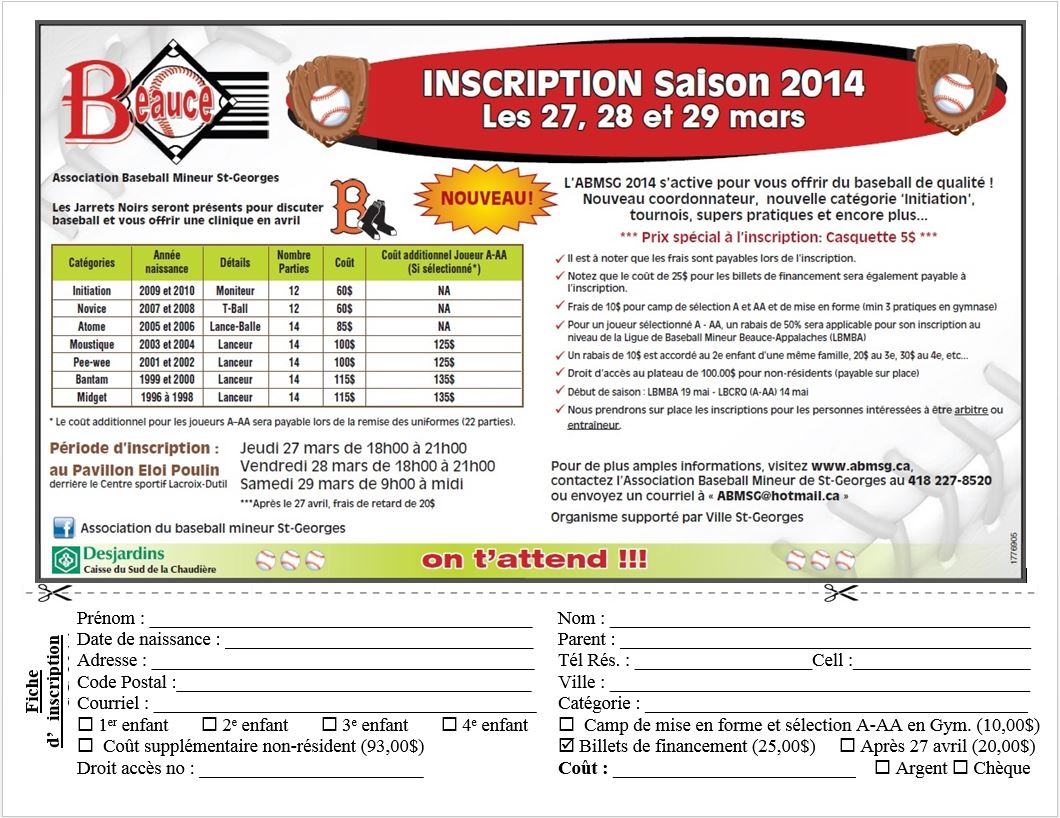 Beauce
INSCRIPTION Saison 2014
Les 27, 28 et 29 mars
Association Baseball Mineur St-Georges
Les Jarrets Noirs seront présents pour discuter
baseball et vous offrir une clinique en avril
B
NOUVEAU!
L'ABMSG 2014 s'active pour vous offrir du baseball de qualité !
Nouveau coordonnateur, nouvelle catégorie 'Initiation',
tournois, supers pratiques et encore plus...
*** Prix spécial à l'inscription: Casquette 5$ ***
Catégories Année naissance Détails Nombre Parties Coût Coût additionnel Joueur A-AA (Si sélectionné*)
Initiation 2009 et 2010 Moniteur 12 60$ NA
Novice 2007 et 2008 T-Ball 12 60$ NA
Atome 2005 et 2006 Lance-Balle 14 85$ NA
Moustique 2003 et 2004 Lanceur 14 100$ 125$
Pee-wee 2001 et 2002 Lanceur 14 100$ 125$
Bantam 1999 et 2000 Lanceur 14 115$ 135$
Midget 1996 à 1998 Lanceur 14 115$ 135$
* Le coût additionnel pour les joueurs A-AA sera payable lors de la remise des uniformes (22 parties).
✓ Il est à noter que les frais sont payables lors de l'inscription.
✓ Notez que le coût de 25$ pour les billets de financement sera également payable à
l'inscription.
✓ Frais de 10$ pour camp de sélection A et AA et de mise en forme (min 3 pratiques en gymnase)
✓ Pour un joueur sélectionné A - AA, un rabais de 50% sera applicable pour son inscription au
niveau de la Ligue de Baseball Mineur Beauce-Appalaches (LBMBA)
✓ Un rabais de 10$ est accordé au 2e enfant d'une même famille, 20$ au 3e, 30$ au 4e, etc...
✓ Droit d'accès au plateau de 100.00$ pour non-résidents (payable sur place)
✓ Début de saison : LBMBA 19 mai - LBCRQ (A-AA) 14 mai
✓ Nous prendrons sur place les inscriptions pour les personnes intéressées à être arbitre ou
entraîneur.
Période d'inscription :
au Pavillon Eloi Poulin
derrière le Centre sportif Lacroix-Dutil
Jeudi 27 mars de 18h00 à 21h00
Vendredi 28 mars de 18h00 à 21h00
Samedi 29 mars de 9h00 à midi
***Après le 27 avril, frais de retard de 20$
Pour de plus amples informations, visitez www.abmsg.ca,
contactez l'Association Baseball Mineur de St-Georges au 418 227-8520
ou envoyez un courriel à « ABMSG@hotmail.ca »
Organisme supporté par Ville St-Georges
f Association du baseball mineur St-Georges
Desjardins
Caisse du Sud de la Chaudière
on t'attend !!!
1776905
Fiche
d' inscription
Prénom : ____ Nom : ____
Date de naissance : ____ Parent : ____
Adresse : ____ Tél Rés. : ____ Cell : ____
Code Postal : ____ Ville : ____
Courriel : ____ Catégorie : ____
☐ 1er enfant ☐ 2e enfant ☐ 3e enfant ☐ 4e enfant ☐ Camp de mise en forme et sélection A-AA en Gym. (10,00$)
☐ Coût supplémentaire non-résident (93,00$) ☑ Billets de financement (25,00$) ☐ Après 27 avril (20,00$)
Droit accès no : ____ Coût : ____ ☐ Argent ☐ Chèque